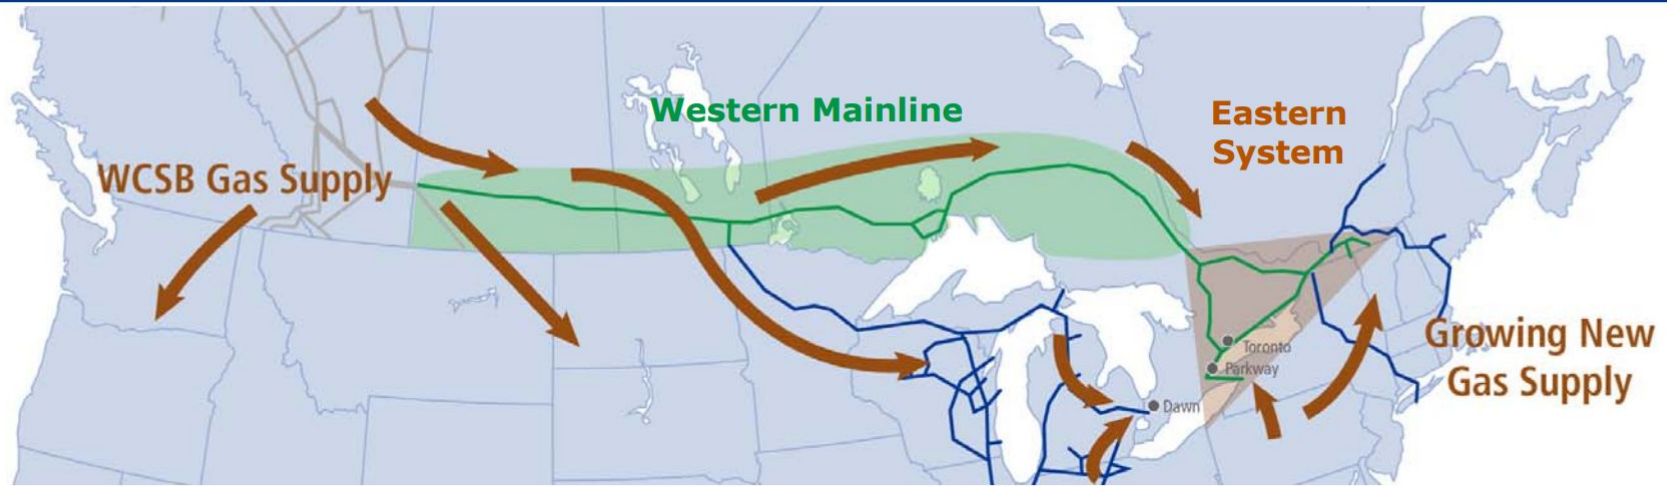 Western Mainline
Eastern
System
WCSB Gas Supply
Growing New
Gas Supply
Toronto
Parkway
Dawn